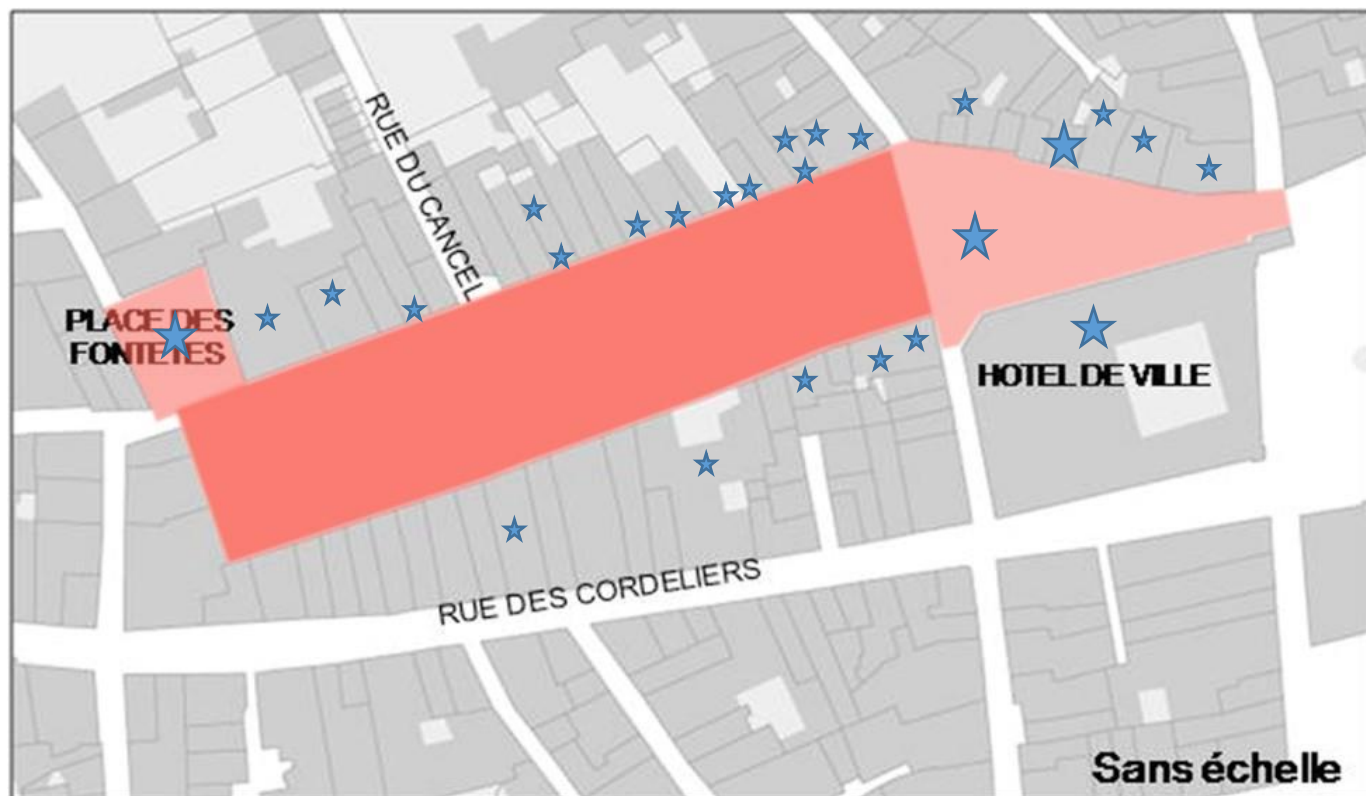 RUE DU CANCEL
PLACE DES
FONTETES
HOTEL DE VILLE
RUE DES CORDELIERS
Sans échelle